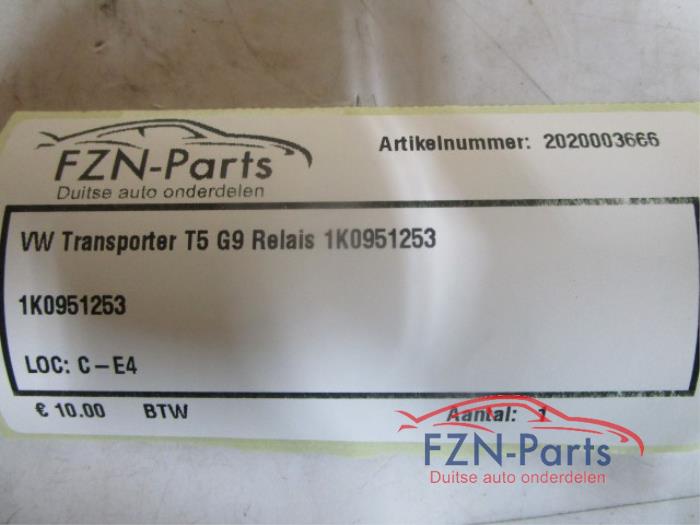 FZN-Parts
Duitse auto onderdelen
Artikelnummer: 2020003666
VW Transporter T5 G9 Relais 1K0951253
1K0951253
LOC: C-E4
€ 10.00 BTW Aantal: 1
FZN-Parts
Duitse auto onderdelen